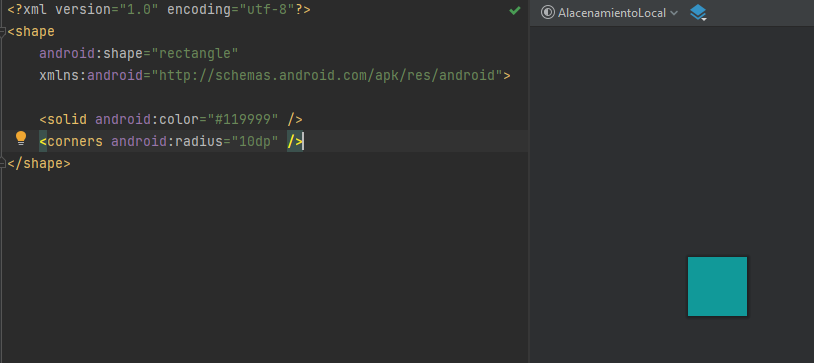 <?xml version="1.0" encoding="utf-8"?>
<shape
    android:shape="rectangle"
    xmlns:android="http://schemas.android.com/apk/res/android">
    <solid android:color="#119999" />
    <corners android:radius="10dp" />
</shape>
AlacenamientoLocal